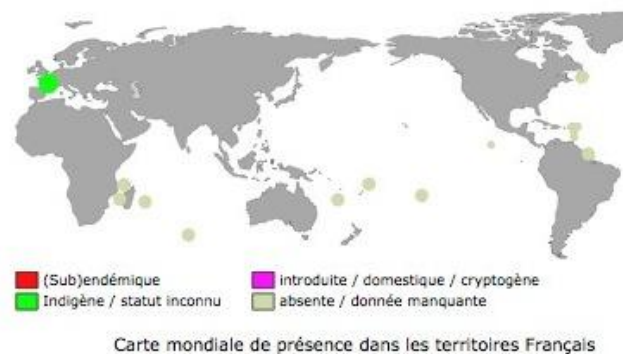 (Sub)endémique
introduite / domestique / cryptogène
Indigène / statut inconnu
absente / donnée manquante
Carte mondiale de présence dans les territoires Français